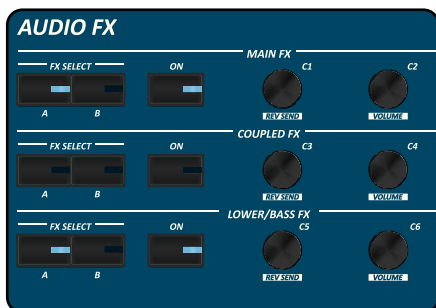 AUDIO FX
MAIN FX
FX SELECT ON C1 C2
A B REV SEND VOLUME
COUPLED FX
FX SELECT ON C3 C4
A B REV SEND VOLUME
LOWER/BASS FX
FX SELECT ON C5 C6
A B REV SEND VOLUME